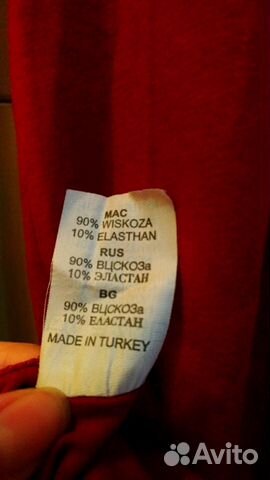 MAC
90% WISKOZA
10% ELASTHAN
RUS
90% ВЦСКОЗа
10% ЭЛАСТАН
BG
90% ВЦСКОЗа
10% ЕЛАСТАН
MADE IN TURKEY
Avito